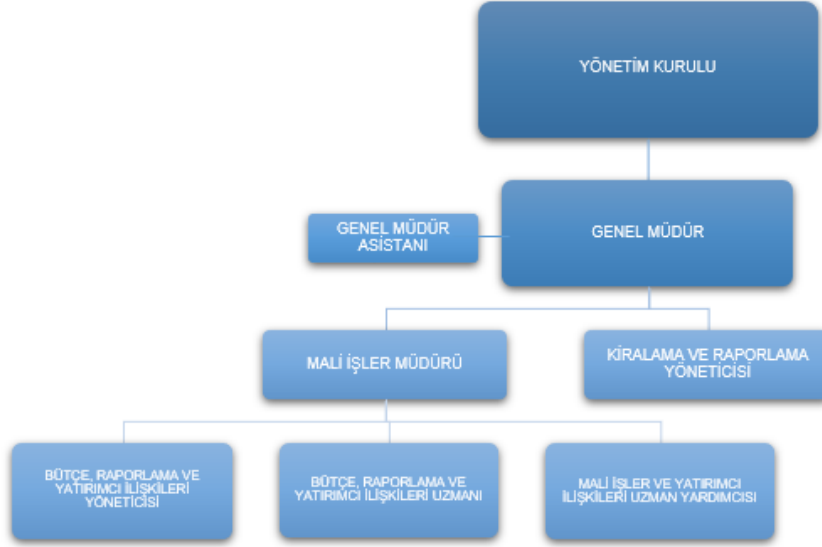 YÖNETİM KURULU
GENEL MÜDÜR
ASİSTANI
GENEL MÜDÜR
MALİ İŞLER MÜDÜRÜ
KİRALAMA VE RAPORLAMA
YÖNETİCİSİ
BÜTÇE, RAPORLAMA VE
YATIRIMCI İLİŞKİLERİ
YÖNETİCİSİ
BÜTÇE, RAPORLAMA VE
YATIRIMCI İLİŞKİLERİ UZMANI
MALİ İŞLER VE YATIRIMCI
İLİŞKİLERİ UZMAN YARDIMCISI